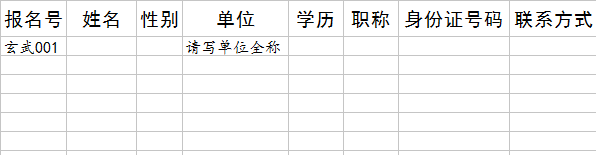 报名号 姓名 性别 单位 学历 职称 身份证号码 联系方式
玄武001 请写单位全称